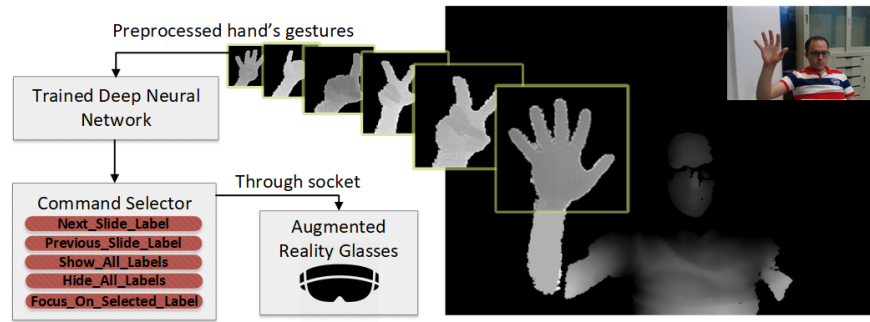 Preprocessed hand's gestures
Trained Deep Neural
Network
Through socket
Command Selector
Next_Slide_Label
Previous_Slide_Label
Show_All_Labels
Hide_All_Labels
Focus_On_Selected_Label
Augmented
Reality Glasses